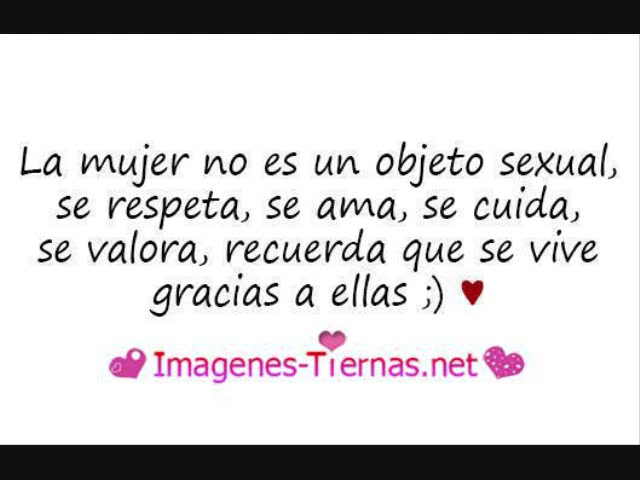 La mujer no es un objeto sexual,
se respeta, se ama, se cuida,
se valora, recuerda que se vive
gracias a ellas ;) ♥
Imagenes-Tiernas.net